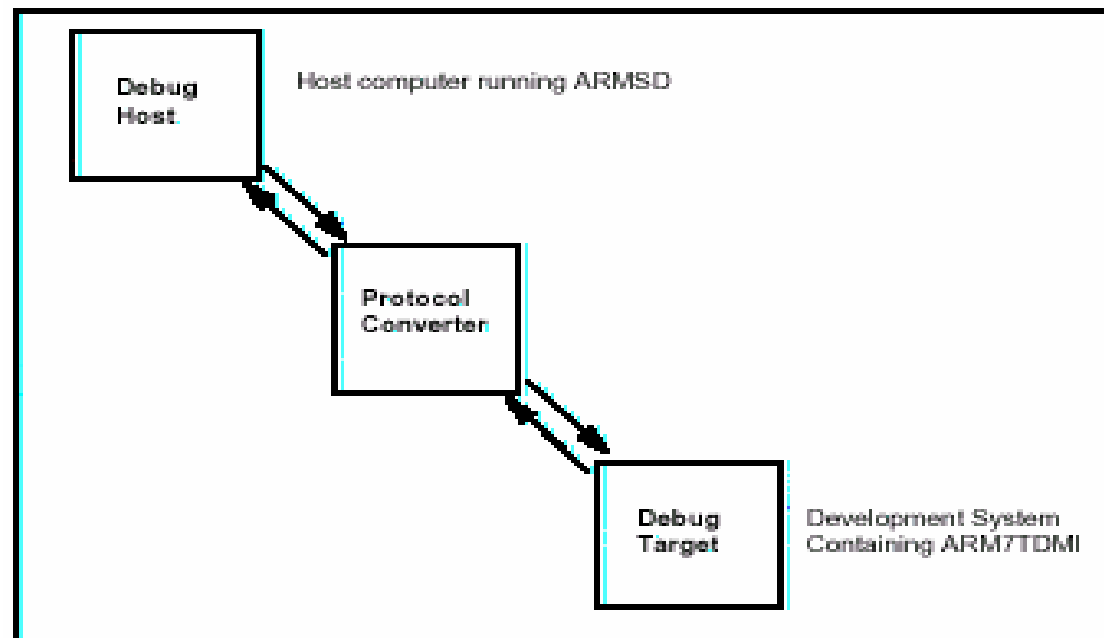 Debug
Host
Host computer running ARMSD
Protocol
Converter
Debug
Target
Development System
Containing ARM7TDMI